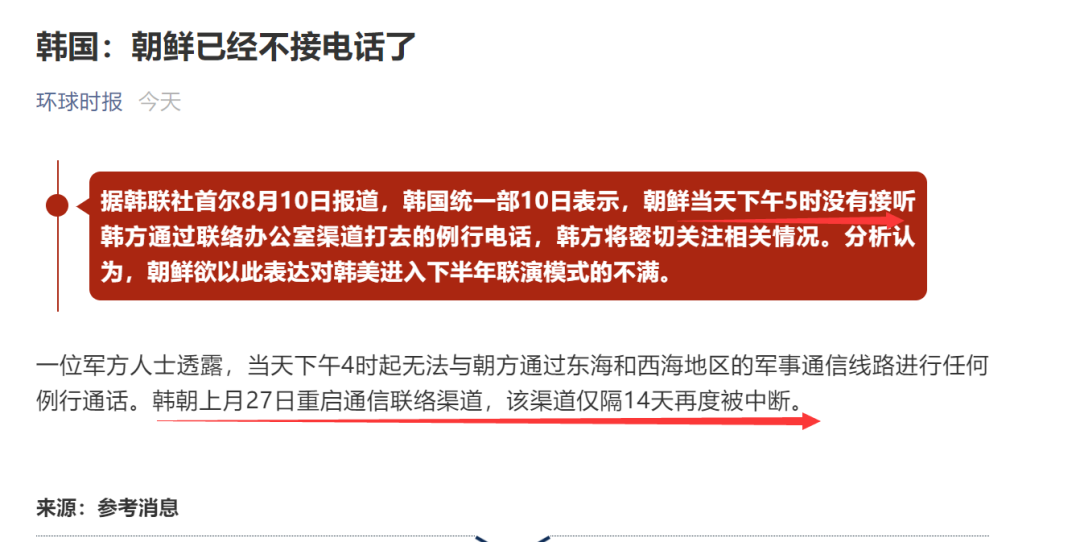 韩国：朝鲜已经不接电话了
环球时报 今天
据韩联社首尔8月10日报道，韩国统一部10日表示，朝鲜当天下午5时没有接听
韩方通过联络办公室渠道打去的例行电话，韩方将密切关注相关情况。分析认
为，朝鲜欲以此表达对韩美进入下半年联演模式的不满。
一位军方人士透露，当天下午4时起无法与朝方通过东海和西海地区的军事通信线路进行任何
例行通话。韩朝上月27日重启通信联络渠道，该渠道仅隔14天再度被中断。
来源：参考消息